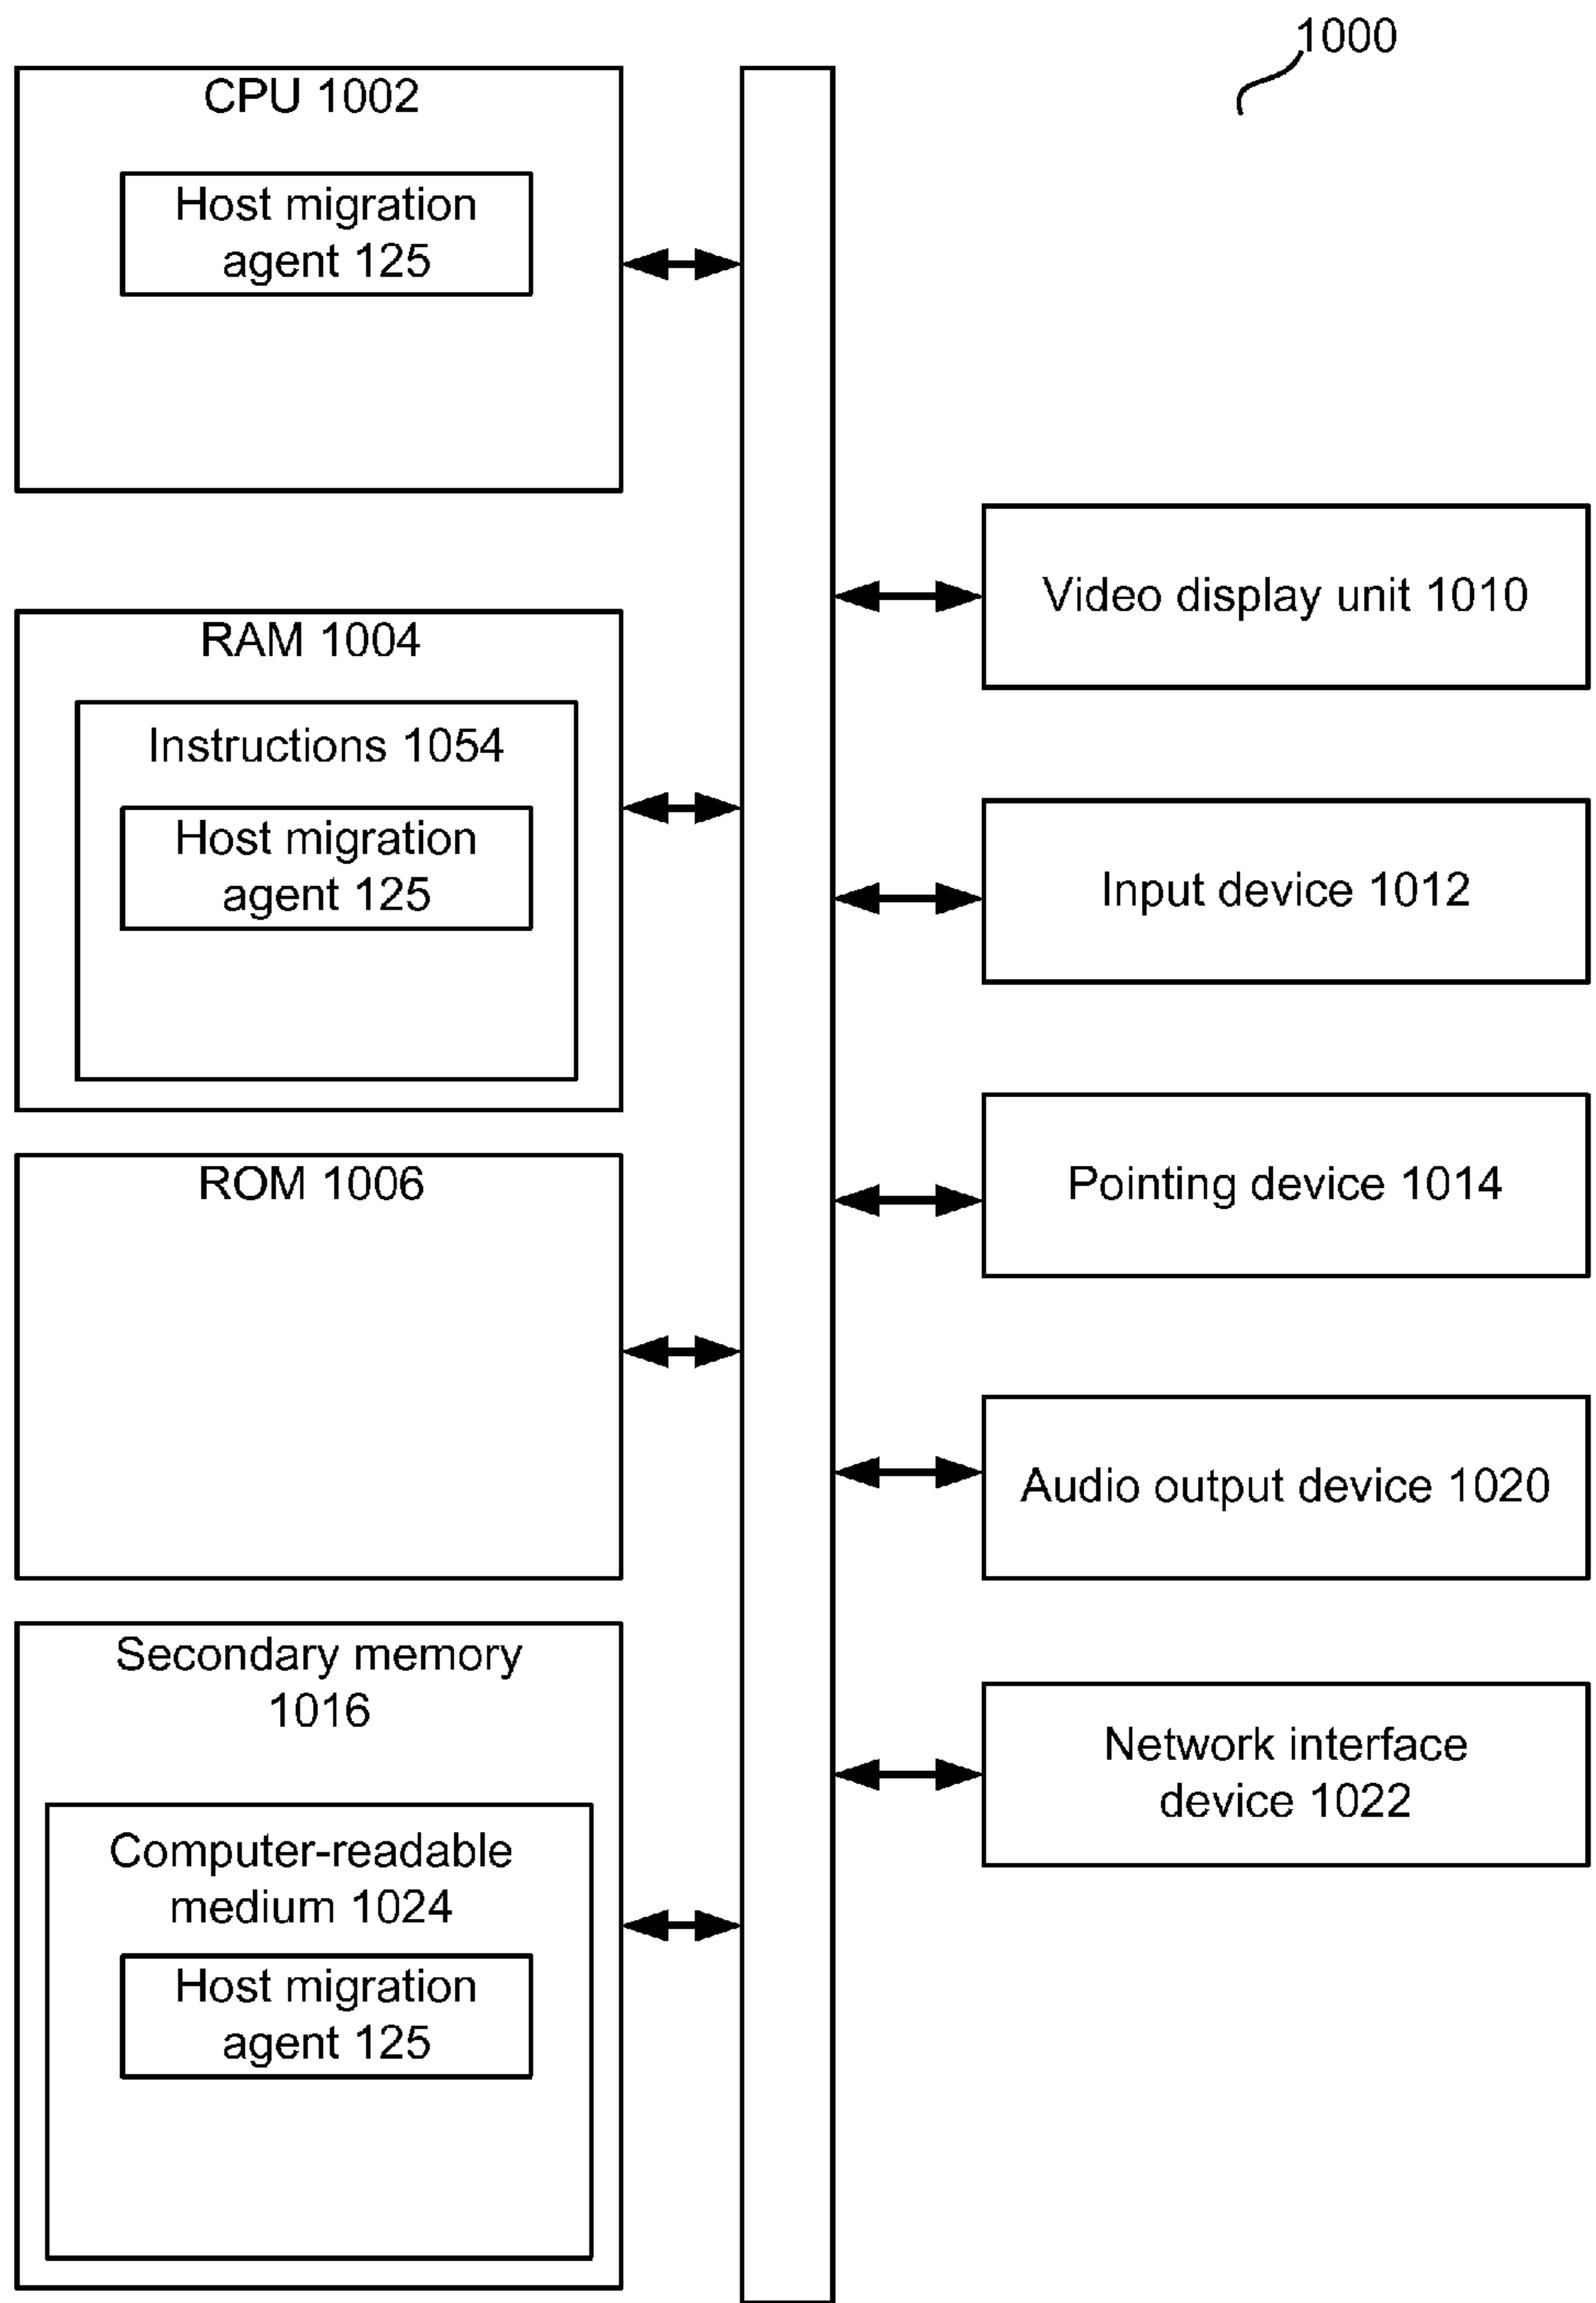 1000
CPU 1002
Host migration
agent 125
RAM 1004
Instructions 1054
Host migration
agent 125
ROM 1006
Secondary memory
1016
Computer-readable
medium 1024
Host migration
agent 125
Video display unit 1010
Input device 1012
Pointing device 1014
Audio output device 1020
Network interface
device 1022